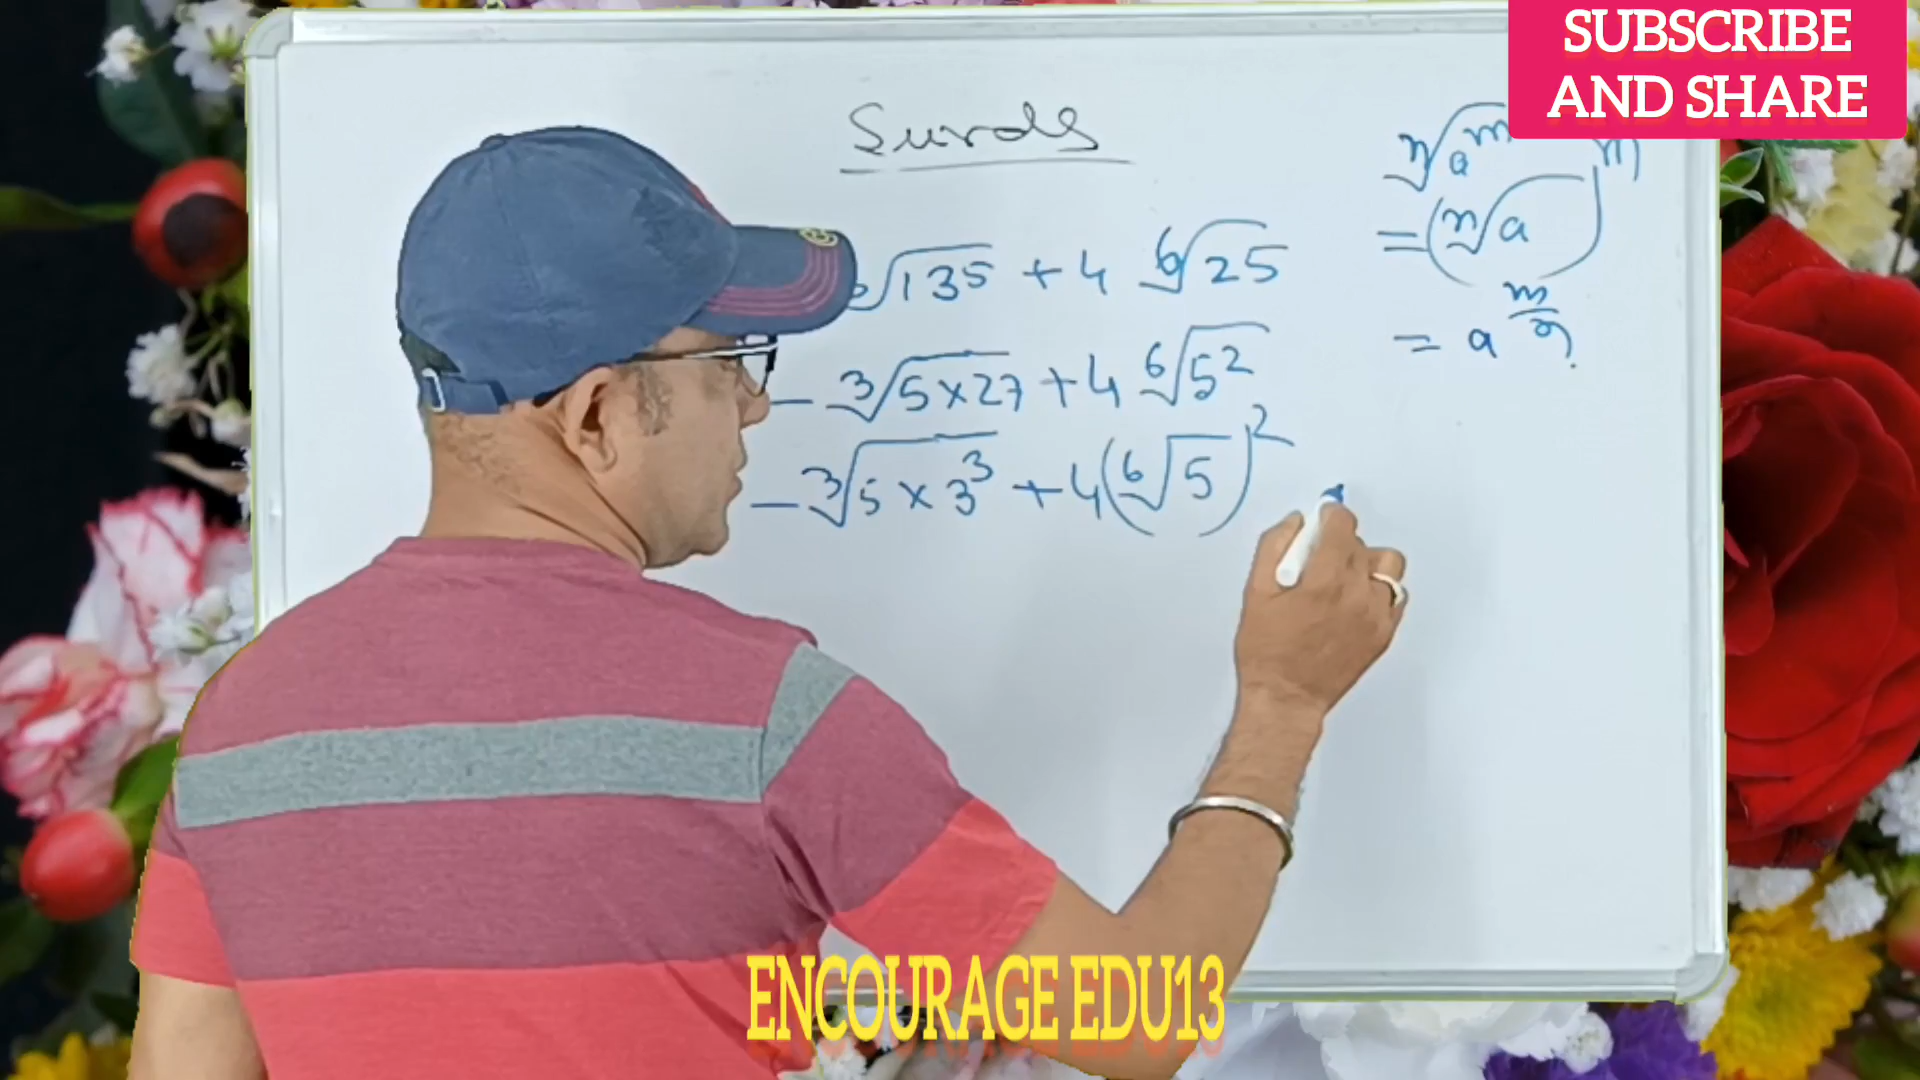 SUBSCRIBE
AND SHARE
Surds
ⁿ√aᵐ
= (ⁿ√a)ᵐ
= a^(m/n)
√135 + 4 ⁶√25
- ³√5×27 + 4 ⁶√5²
- ³√5×3³ + 4(⁶√5)²
ENCOURAGE EDU13